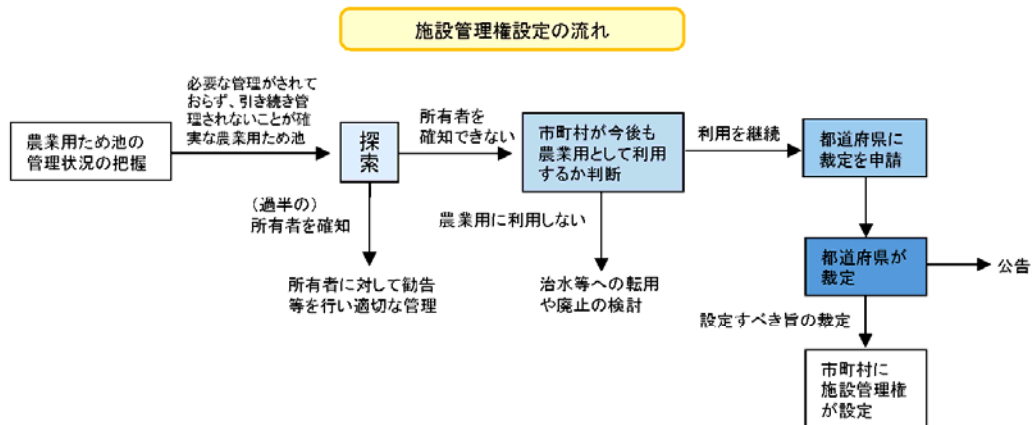 施設管理権設定の流れ
必要な管理がされて
おらず、引き続き管
理されないことが確
実な農業用ため池
農業用ため池の
管理状況の把握
探
索
所有者を
確知できない
市町村が今後も
農業用として利用
するか判断
利用を継続
都道府県に
裁定を申請
(過半の)
所有者を確知
農業用に利用しない
都道府県が
裁定
公告
所有者に対して勧告
等を行い適切な管理
治水等への転用
や廃止の検討
設定すべき旨の裁定
市町村に
施設管理権
が設定